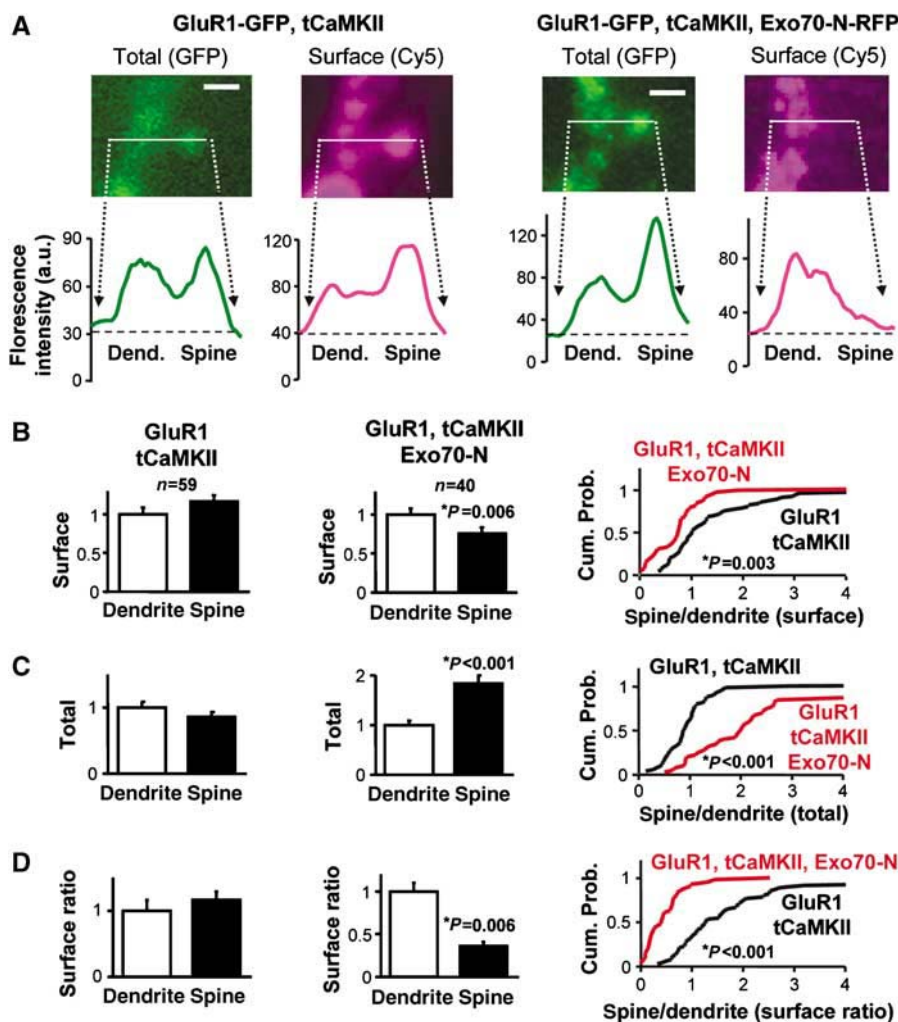 A
GluR1-GFP, tCaMKII
GluR1-GFP, tCaMKII, Exo70-N-RFP
Total (GFP)
Surface (Cy5)
Total (GFP)
Surface (Cy5)
Florescence
intensity (a.u.)
90
60
30
0
Dend.
Spine
120
80
40
0
Dend.
Spine
120
80
40
0
Dend.
Spine
100
75
50
25
0
Dend.
Spine
B
GluR1
tCaMKII
n=59
Surface
1
0.5
0
Dendrite Spine
GluR1, tCaMKII
Exo70-N
n=40
*P=0.006
Surface
1
0.5
0
Dendrite Spine
GluR1, tCaMKII
Exo70-N
GluR1
tCaMKII
*P=0.003
Cum. Prob.
1
0.5
0
0 1 2 3 4
Spine/dendrite (surface)
C
Total
1
0
Dendrite Spine
*P<0.001
Total
2
1
0
Dendrite Spine
GluR1, tCaMKII
GluR1
tCaMKII
Exo70-N
*P<0.001
Cum. Prob.
1
0.5
0
0 1 2 3 4
Spine/dendrite (total)
D
Surface ratio
1
0
Dendrite Spine
*P=0.006
Surface ratio
1
0.5
0
Dendrite Spine
GluR1, tCaMKII, Exo70-N
GluR1
tCaMKII
*P<0.001
Cum. Prob.
1
0.5
0
0 1 2 3 4
Spine/dendrite (surface ratio)